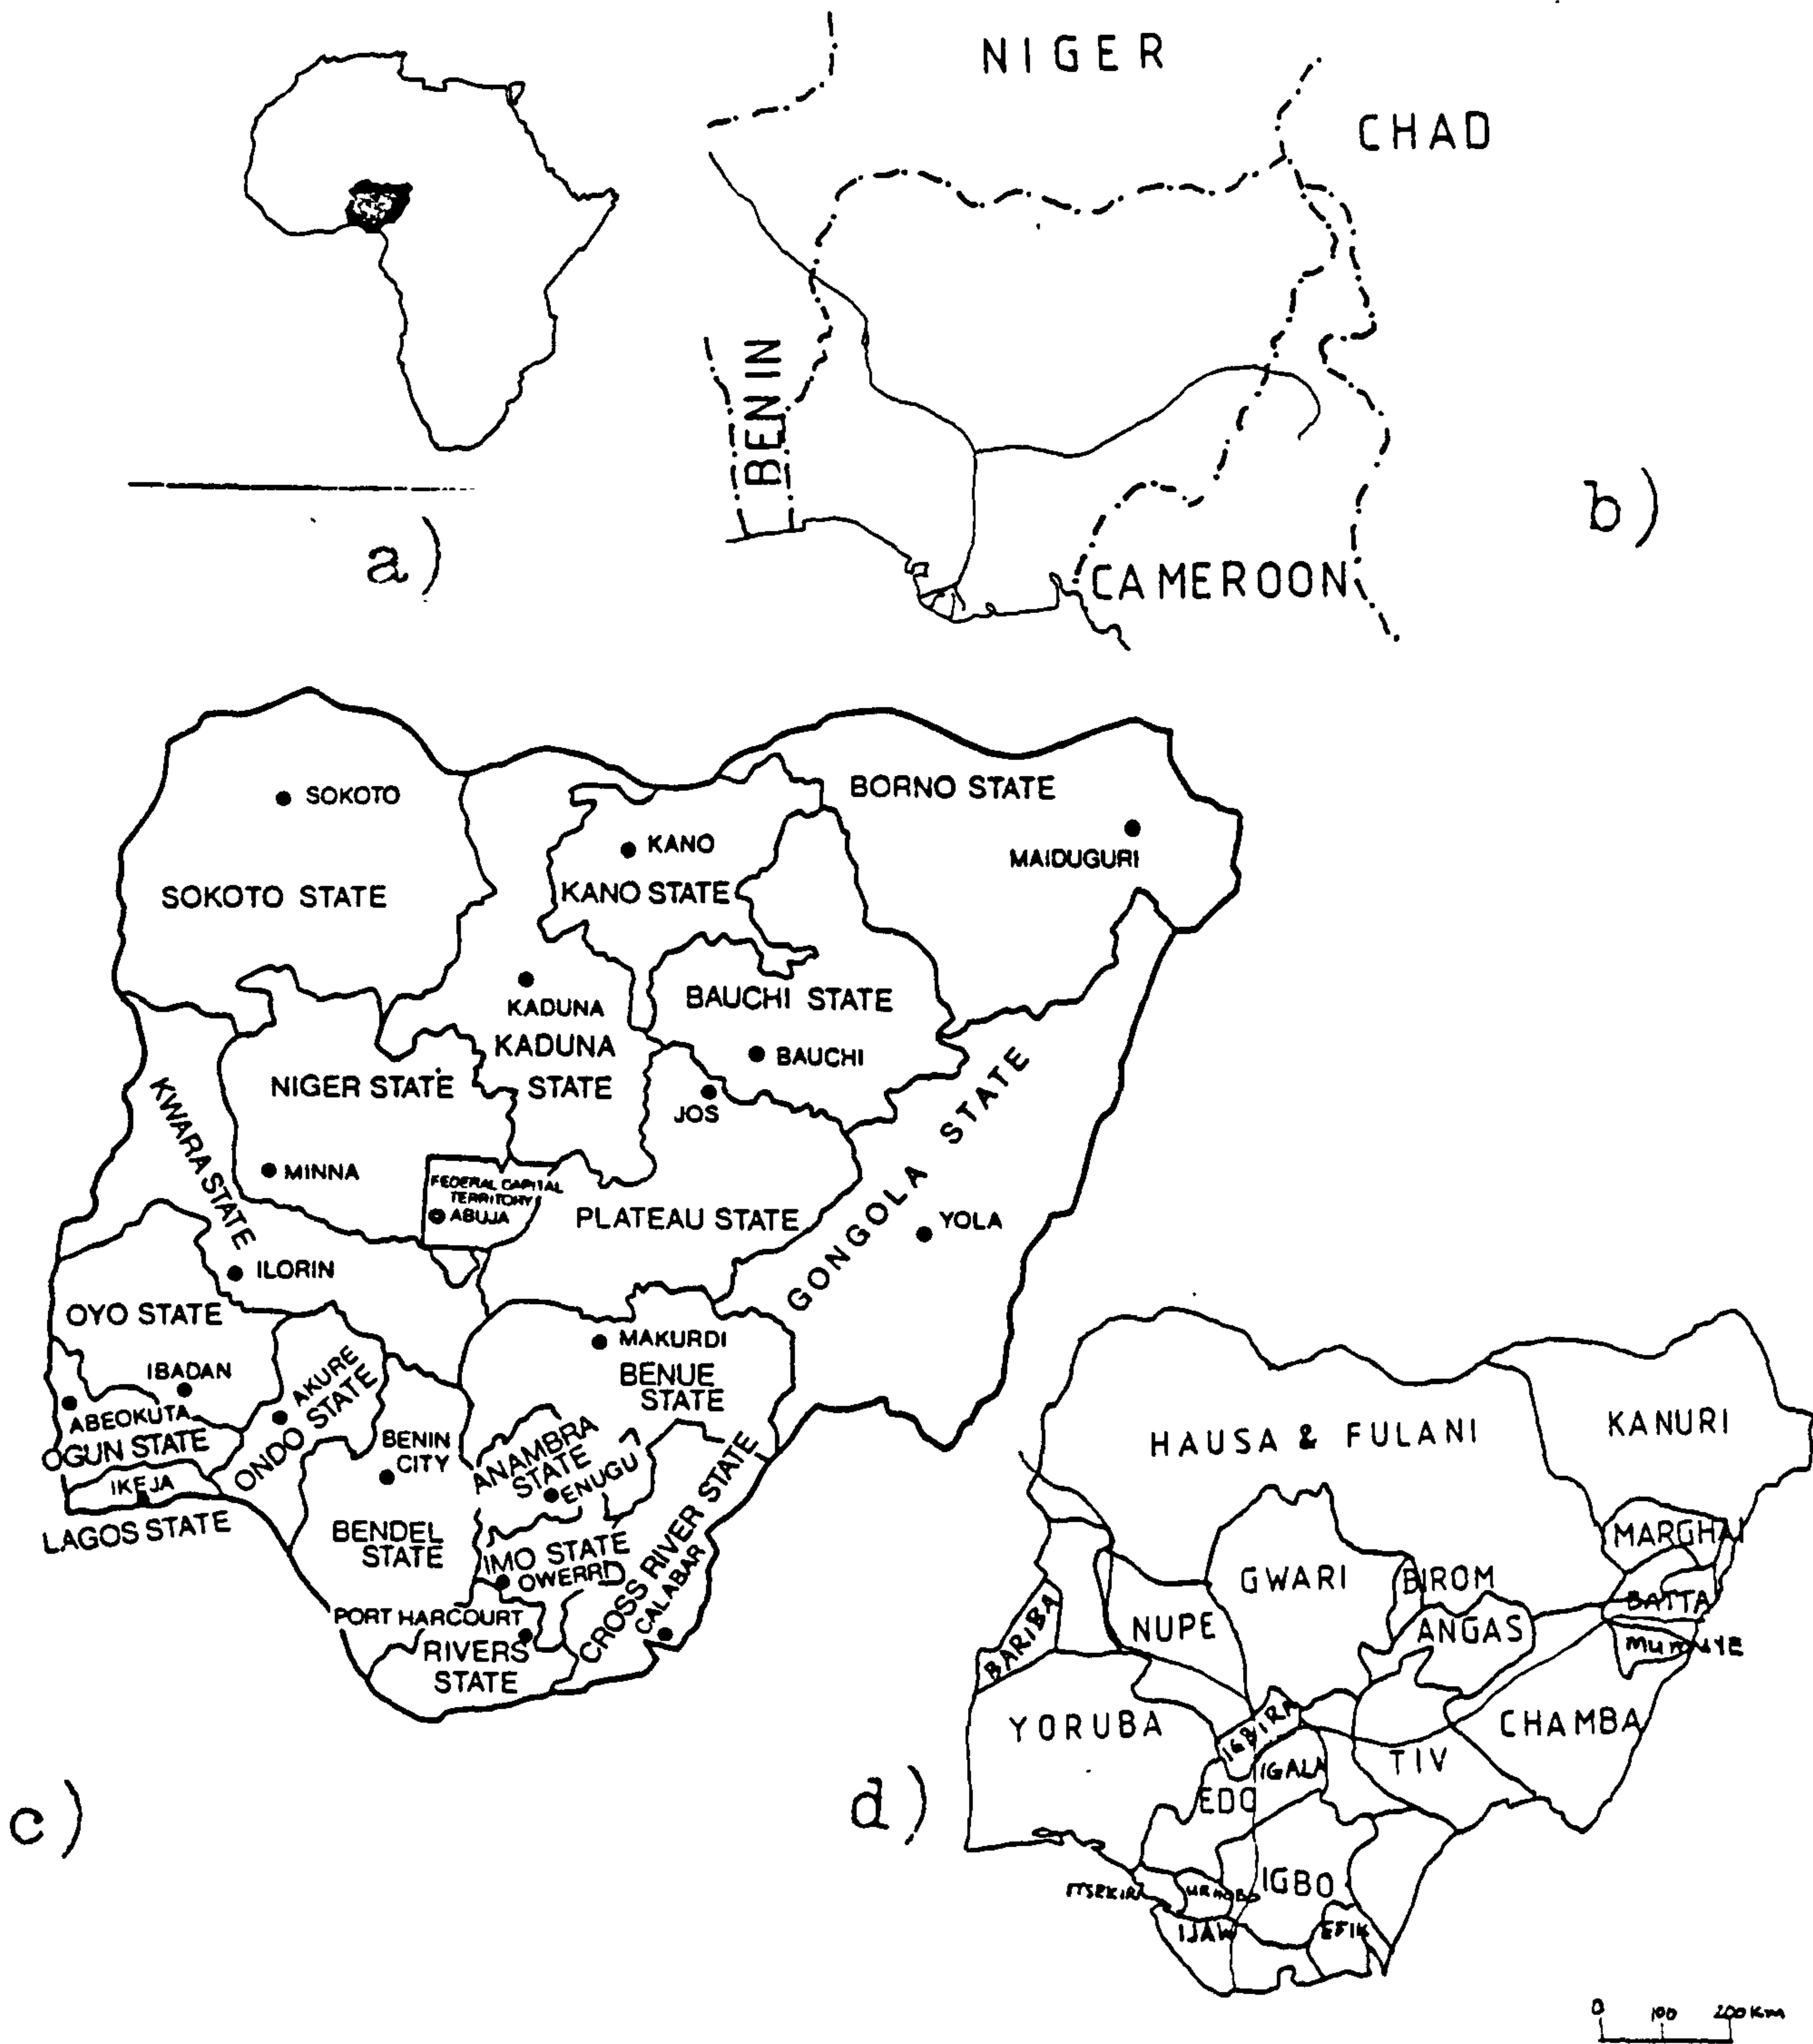 NIGER
CHAD
BENIN
CAMEROON
a)
b)
SOKOTO
SOKOTO STATE
KANO
KANO STATE
BORNO STATE
MAIDUGURI
KADUNA
KADUNA
STATE
BAUCHI STATE
BAUCHI
NIGER STATE
MINNA
JOS
KWARA STATE
FEDERAL CAPITAL
TERRITORY
ABUJA
PLATEAU STATE
GONGOLA STATE
YOLA
ILORIN
OYO STATE
IBADAN
ABEOKUTA
OGUN STATE
IKEJA
LAGOS STATE
AKURE
ONDO STATE
MAKURDI
BENUE
STATE
BENIN
CITY
BENDEL
STATE
ANAMBRA
STATE
ENUGU
IMO STATE
OWERRI
PORT HARCOURT
RIVERS
STATE
CROSS RIVER STATE
CALABAR
c)
HAUSA & FULANI
KANURI
MARGHAI
GWARI
BIROM
BATTA
NUPE
ANGAS
MUMUYE
BARIBA
YORUBA
IGBIRA
CHAMBA
IGALA
TIV
EDO
IGBO
ITSEKIRI
URHOBO
IJAW
EFIK
d)
0 100 200Km